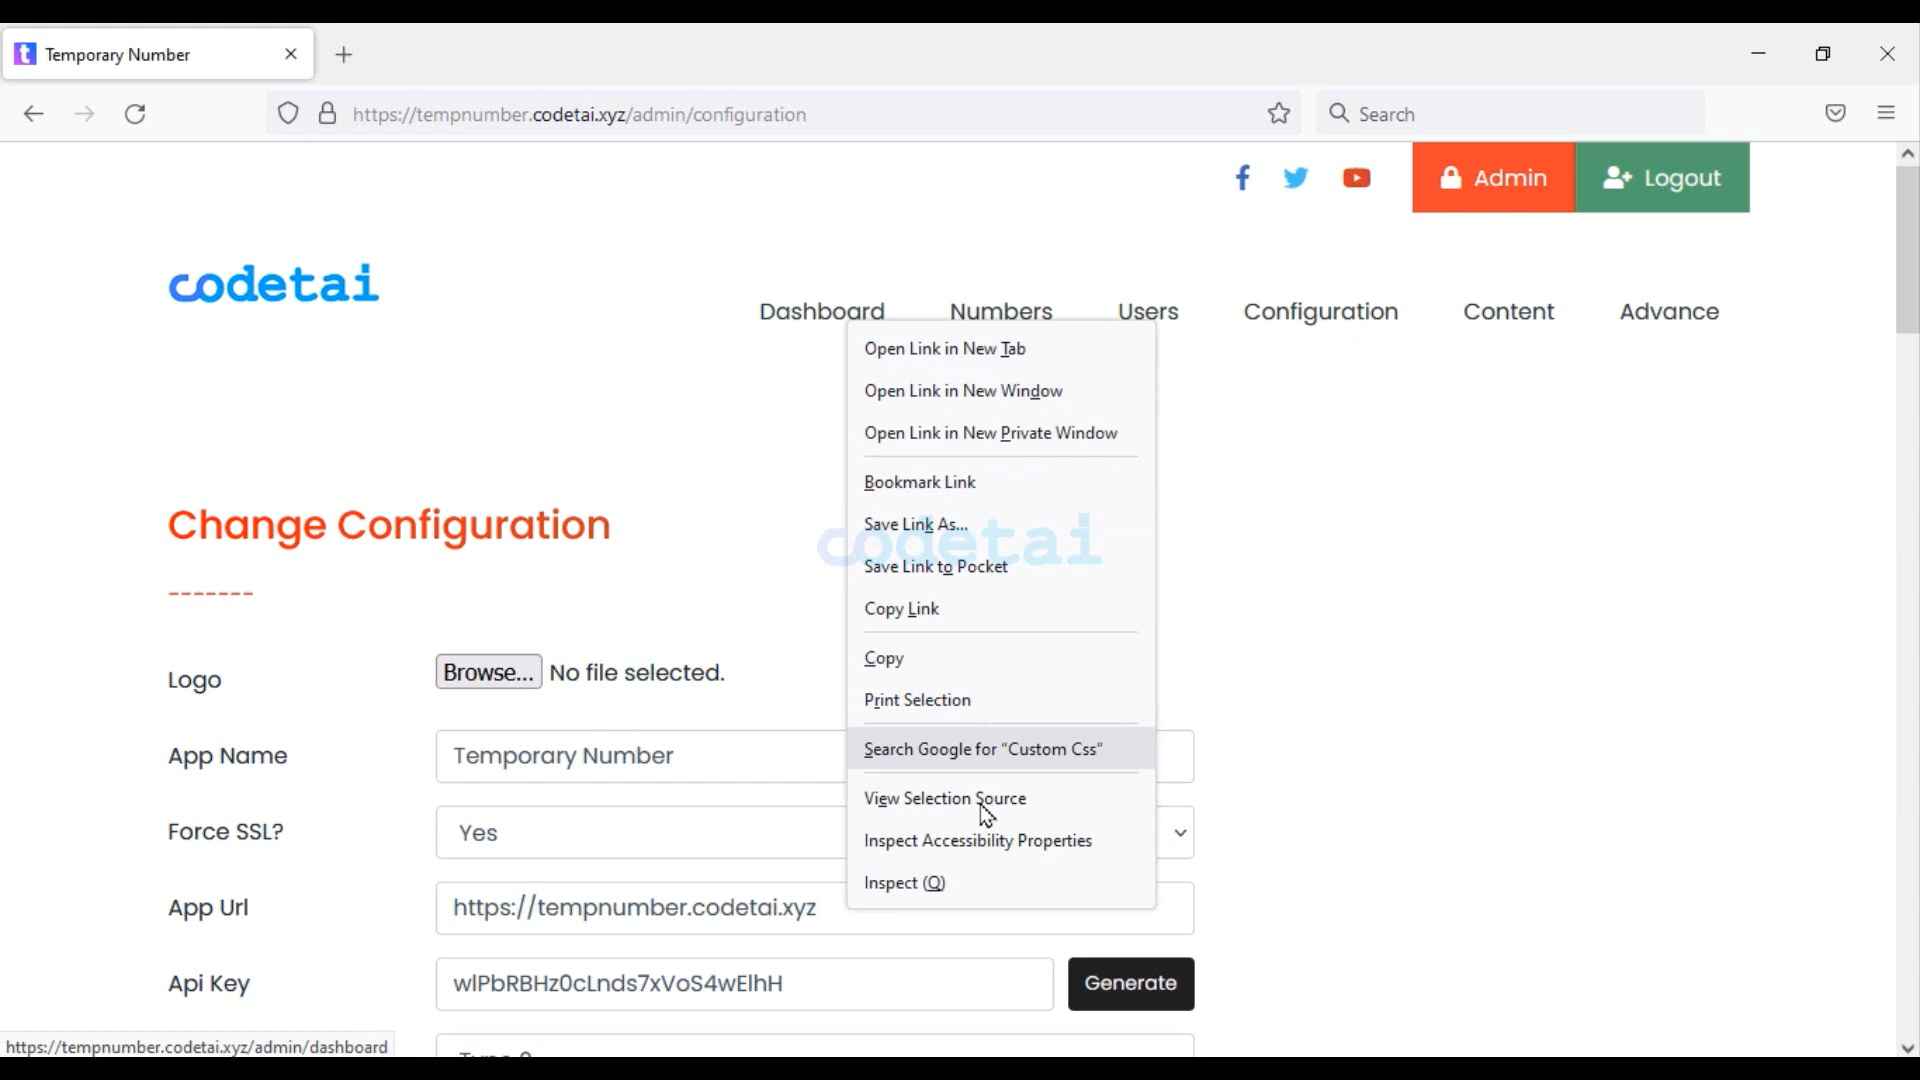 Temporary Number
https://tempnumber.codetai.xyz/admin/configuration
Search
Admin
Logout
codetai
Dashboard Numbers Users Configuration Content Advance
Open Link in New Tab
Open Link in New Window
Open Link in New Private Window
Bookmark Link
Save Link As...
Save Link to Pocket
Copy Link
Copy
Print Selection
Search Google for "Custom Css"
View Selection Source
Inspect Accessibility Properties
Inspect (Q)
codetai
Change Configuration
-------
Logo Browse... No file selected.
App Name Temporary Number
Force SSL? Yes
App Url https://tempnumber.codetai.xyz
Api Key wlPbRBHz0cLnds7xVoS4wElhH Generate
https://tempnumber.codetai.xyz/admin/dashboard